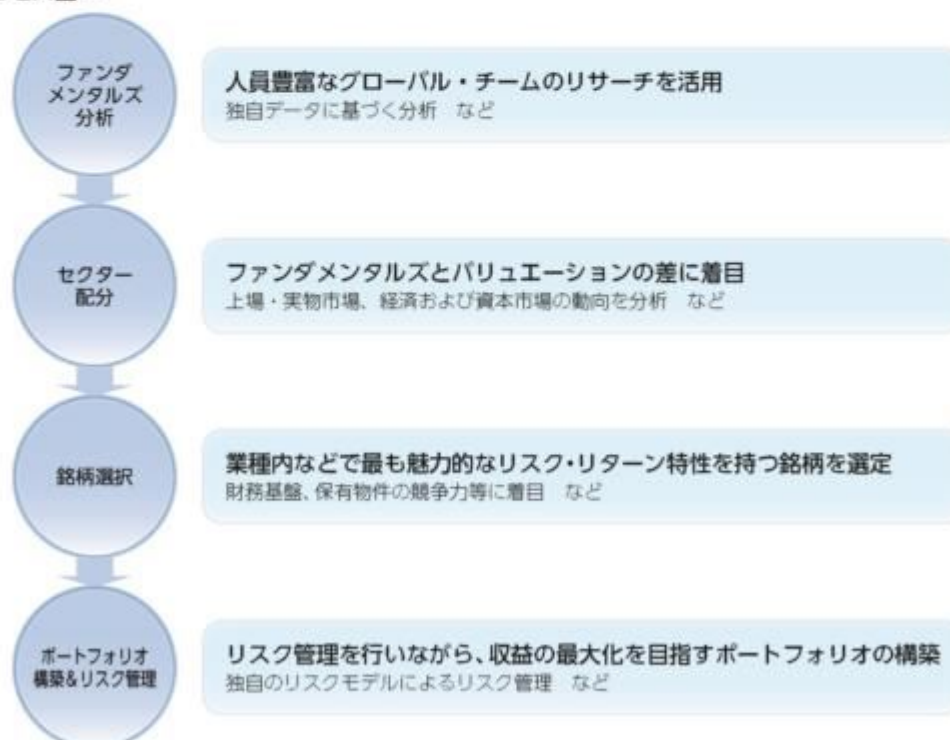 ファンダ
メンタルズ
分析
人員豊富なグローバル・チームのリサーチを活用
独自データに基づく分析　など
セクター
配分
ファンダメンタルズとバリュエーションの差に着目
上場・実物市場、経済および資本市場の動向を分析　など
銘柄選択
業種内などで最も魅力的なリスク・リターン特性を持つ銘柄を選定
財務基盤、保有物件の競争力等に着目　など
ポートフォリオ
構築&リスク管理
リスク管理を行いながら、収益の最大化を目指すポートフォリオの構築
独自のリスクモデルによるリスク管理　など